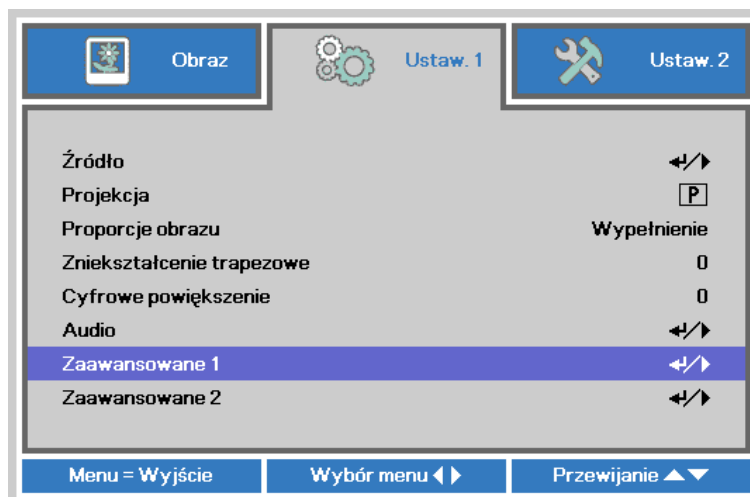 Obraz Ustaw. 1 Ustaw. 2
Źródło
Projekcja P
Proporcje obrazu Wypełnienie
Zniekształcenie trapezowe 0
Cyfrowe powiększenie 0
Audio
Zaawansowane 1
Zaawansowane 2
Menu = Wyjście Wybór menu Przewijanie